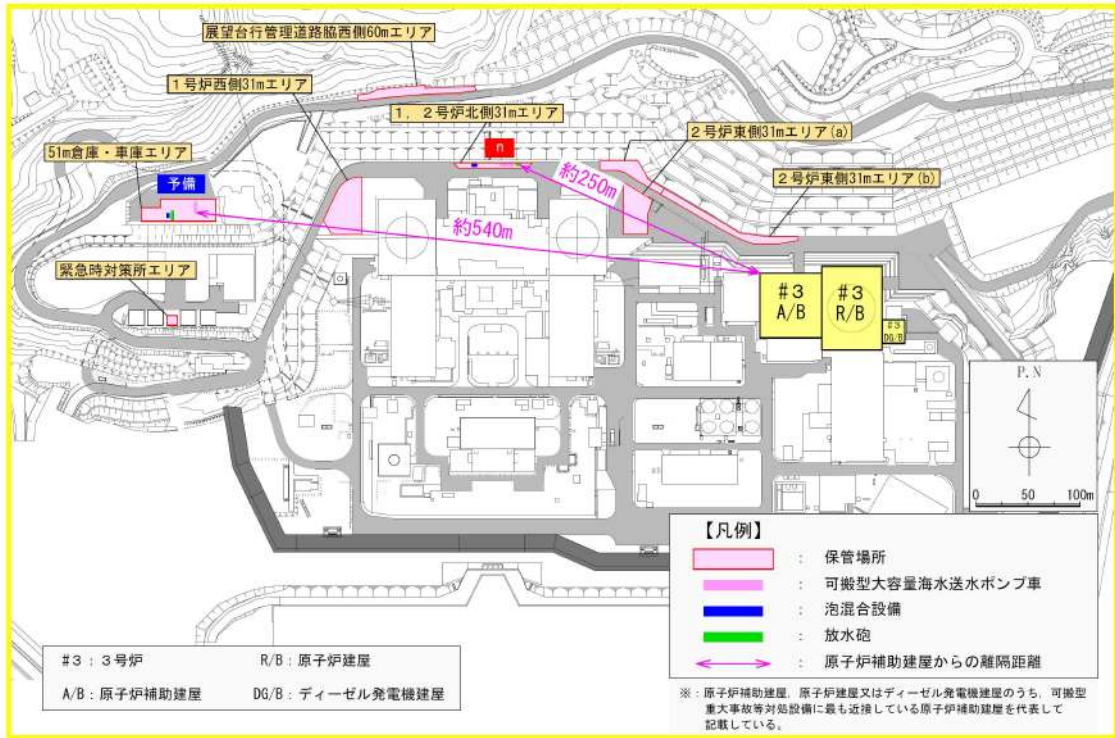 展望台行管理道路脇西側60mエリア
1号炉西側31mエリア
1，2号炉北側31mエリア
2号炉東側31mエリア(a)
51m倉庫・車庫エリア
n
予備
2号炉東側31mエリア(b)
約250m
約540m
緊急時対策所エリア
#3
A/B
#3
R/B
#3
DG/B
P.N
0 50 100m
【凡例】
： 保管場所
： 可搬型大容量海水送水ポンプ車
： 泡混合設備
： 放水砲
： 原子炉補助建屋からの離隔距離
#3：3号炉 R/B：原子炉建屋
A/B：原子炉補助建屋 DG/B：ディーゼル発電機建屋
※：原子炉補助建屋，原子炉建屋又はディーゼル発電機建屋のうち，可搬型
重大事故等対処設備に最も近接している原子炉補助建屋を代表して
記載している。